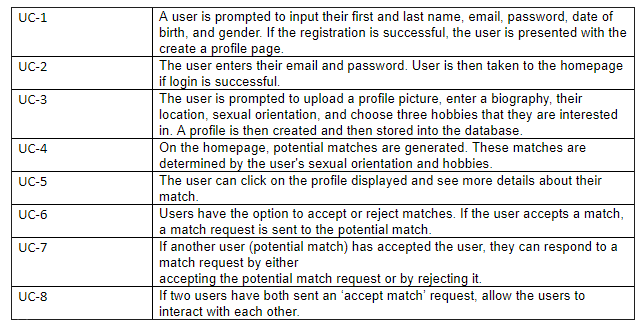 UC-1 A user is prompted to input their first and last name, email, password, date of
birth, and gender. If the registration is successful, the user is presented with the
create a profile page.
UC-2 The user enters their email and password. User is then taken to the homepage
if login is successful.
UC-3 The user is prompted to upload a profile picture, enter a biography, their
location, sexual orientation, and choose three hobbies that they are interested
in. A profile is then created and then stored into the database.
UC-4 On the homepage, potential matches are generated. These matches are
determined by the user's sexual orientation and hobbies.
UC-5 The user can click on the profile displayed and see more details about their
match.
UC-6 Users have the option to accept or reject matches. If the user accepts a match,
a match request is sent to the potential match.
UC-7 If another user (potential match) has accepted the user, they can respond to a
match request by either
accepting the potential match request or by rejecting it.
UC-8 If two users have both sent an ‘accept match’ request, allow the users to
interact with each other.